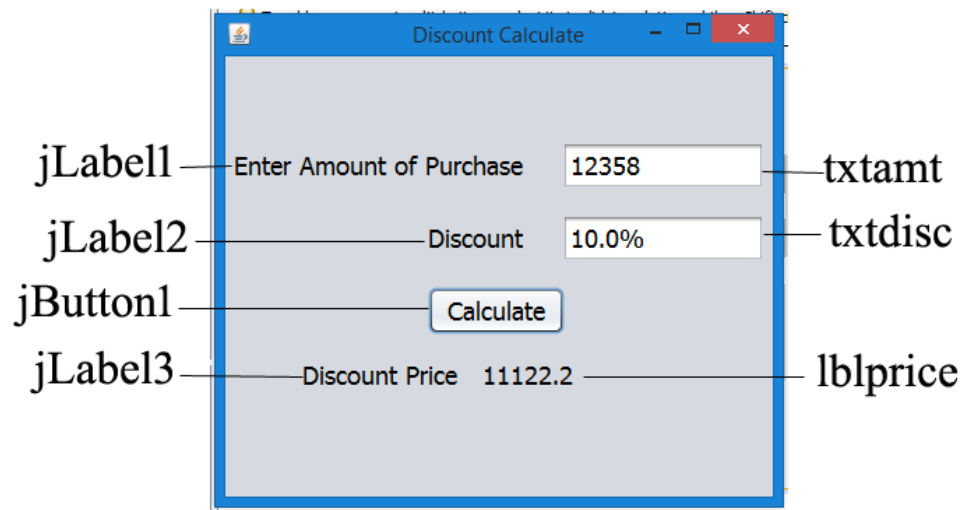 Discount Calculate
jLabel1 Enter Amount of Purchase 12358 txtamt
jLabel2 Discount 10.0% txtdisc
jButton1 Calculate
jLabel3 Discount Price 11122.2 lblprice